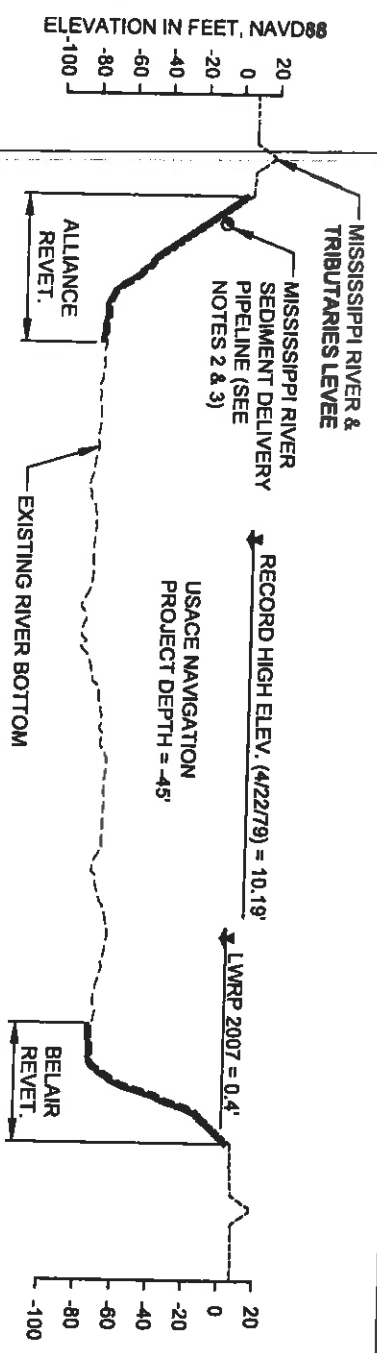 ELEVATION IN FEET, NAVD88
20
0
-20
-40
-60
-80
-100
MISSISSIPPI RIVER &
TRIBUTARIES LEVEE
MISSISSIPPI RIVER
SEDIMENT DELIVERY
PIPELINE (SEE
NOTES 2 & 3)
ALLIANCE
REVET.
EXISTING RIVER BOTTOM
RECORD HIGH ELEV. (4/22/79) = 10.19'
USACE NAVIGATION
PROJECT DEPTH = -45'
LWRP 2007 = 0.4'
BELAIR
REVET.
20
0
-20
-40
-60
-80
-100